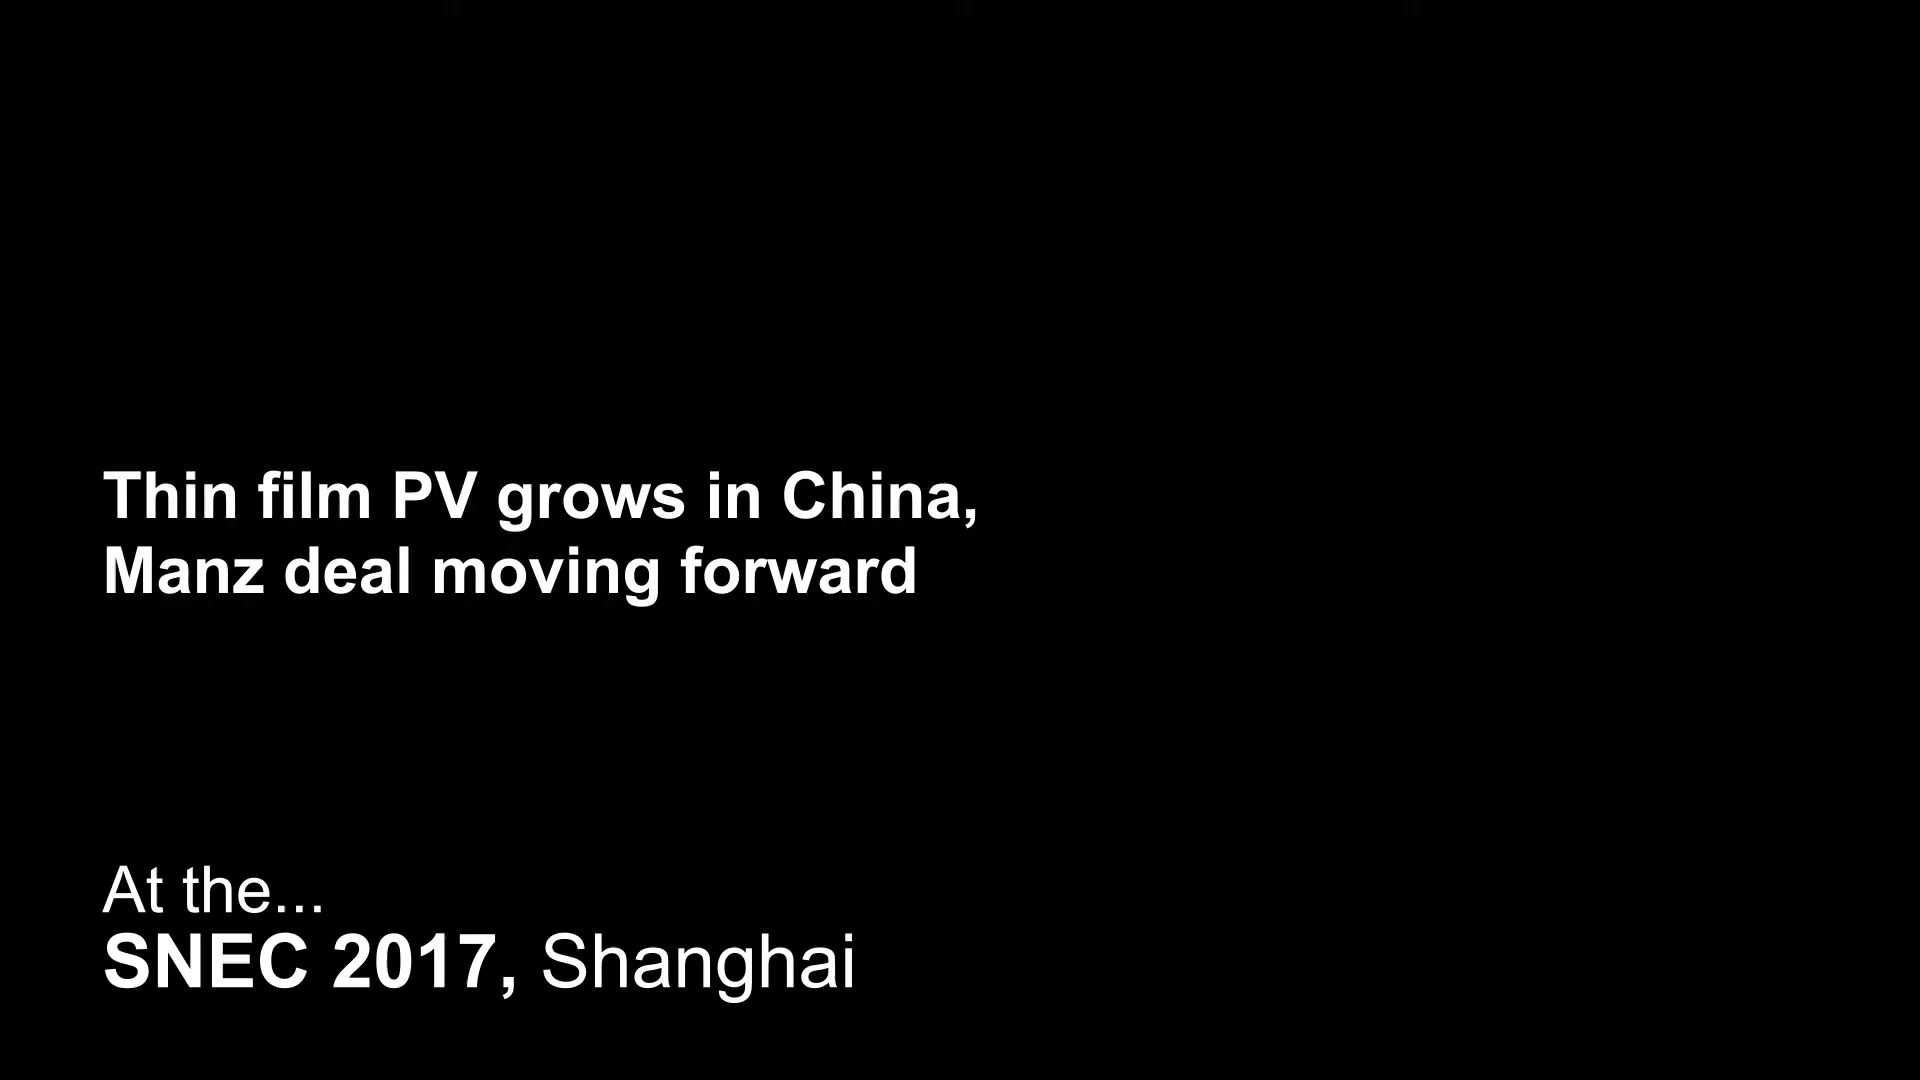 Thin film PV grows in China,
Manz deal moving forward
At the...
SNEC 2017, Shanghai